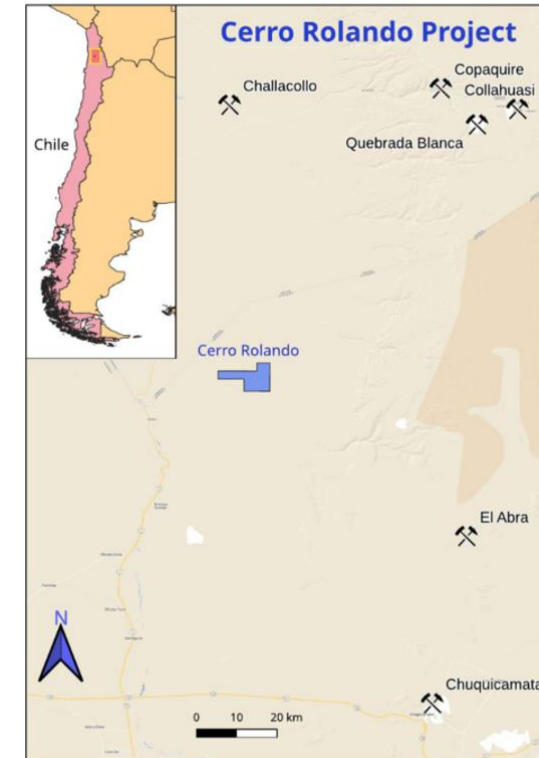 Cerro Rolando Project
Challacollo
Copaquire
Collahuasi
Chile
Quebrada Blanca
Cerro Rolando
El Abra
N
Chuquicamata
0 10 20 km